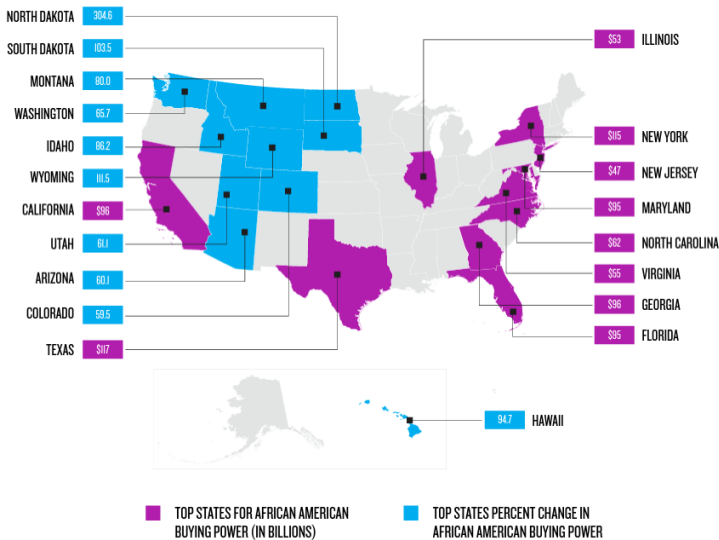 NORTH DAKOTA 304.6
SOUTH DAKOTA 103.5
MONTANA 80.0
WASHINGTON 65.7
IDAHO 86.2
WYOMING 111.5
CALIFORNIA $96
UTAH 61.1
ARIZONA 60.1
COLORADO 59.5
TEXAS $117
$53 ILLINOIS
$115 NEW YORK
$47 NEW JERSEY
$95 MARYLAND
$62 NORTH CAROLINA
$55 VIRGINIA
$96 GEORGIA
$95 FLORIDA
94.7 HAWAII
TOP STATES FOR AFRICAN AMERICAN
BUYING POWER (IN BILLIONS)
TOP STATES PERCENT CHANGE IN
AFRICAN AMERICAN BUYING POWER